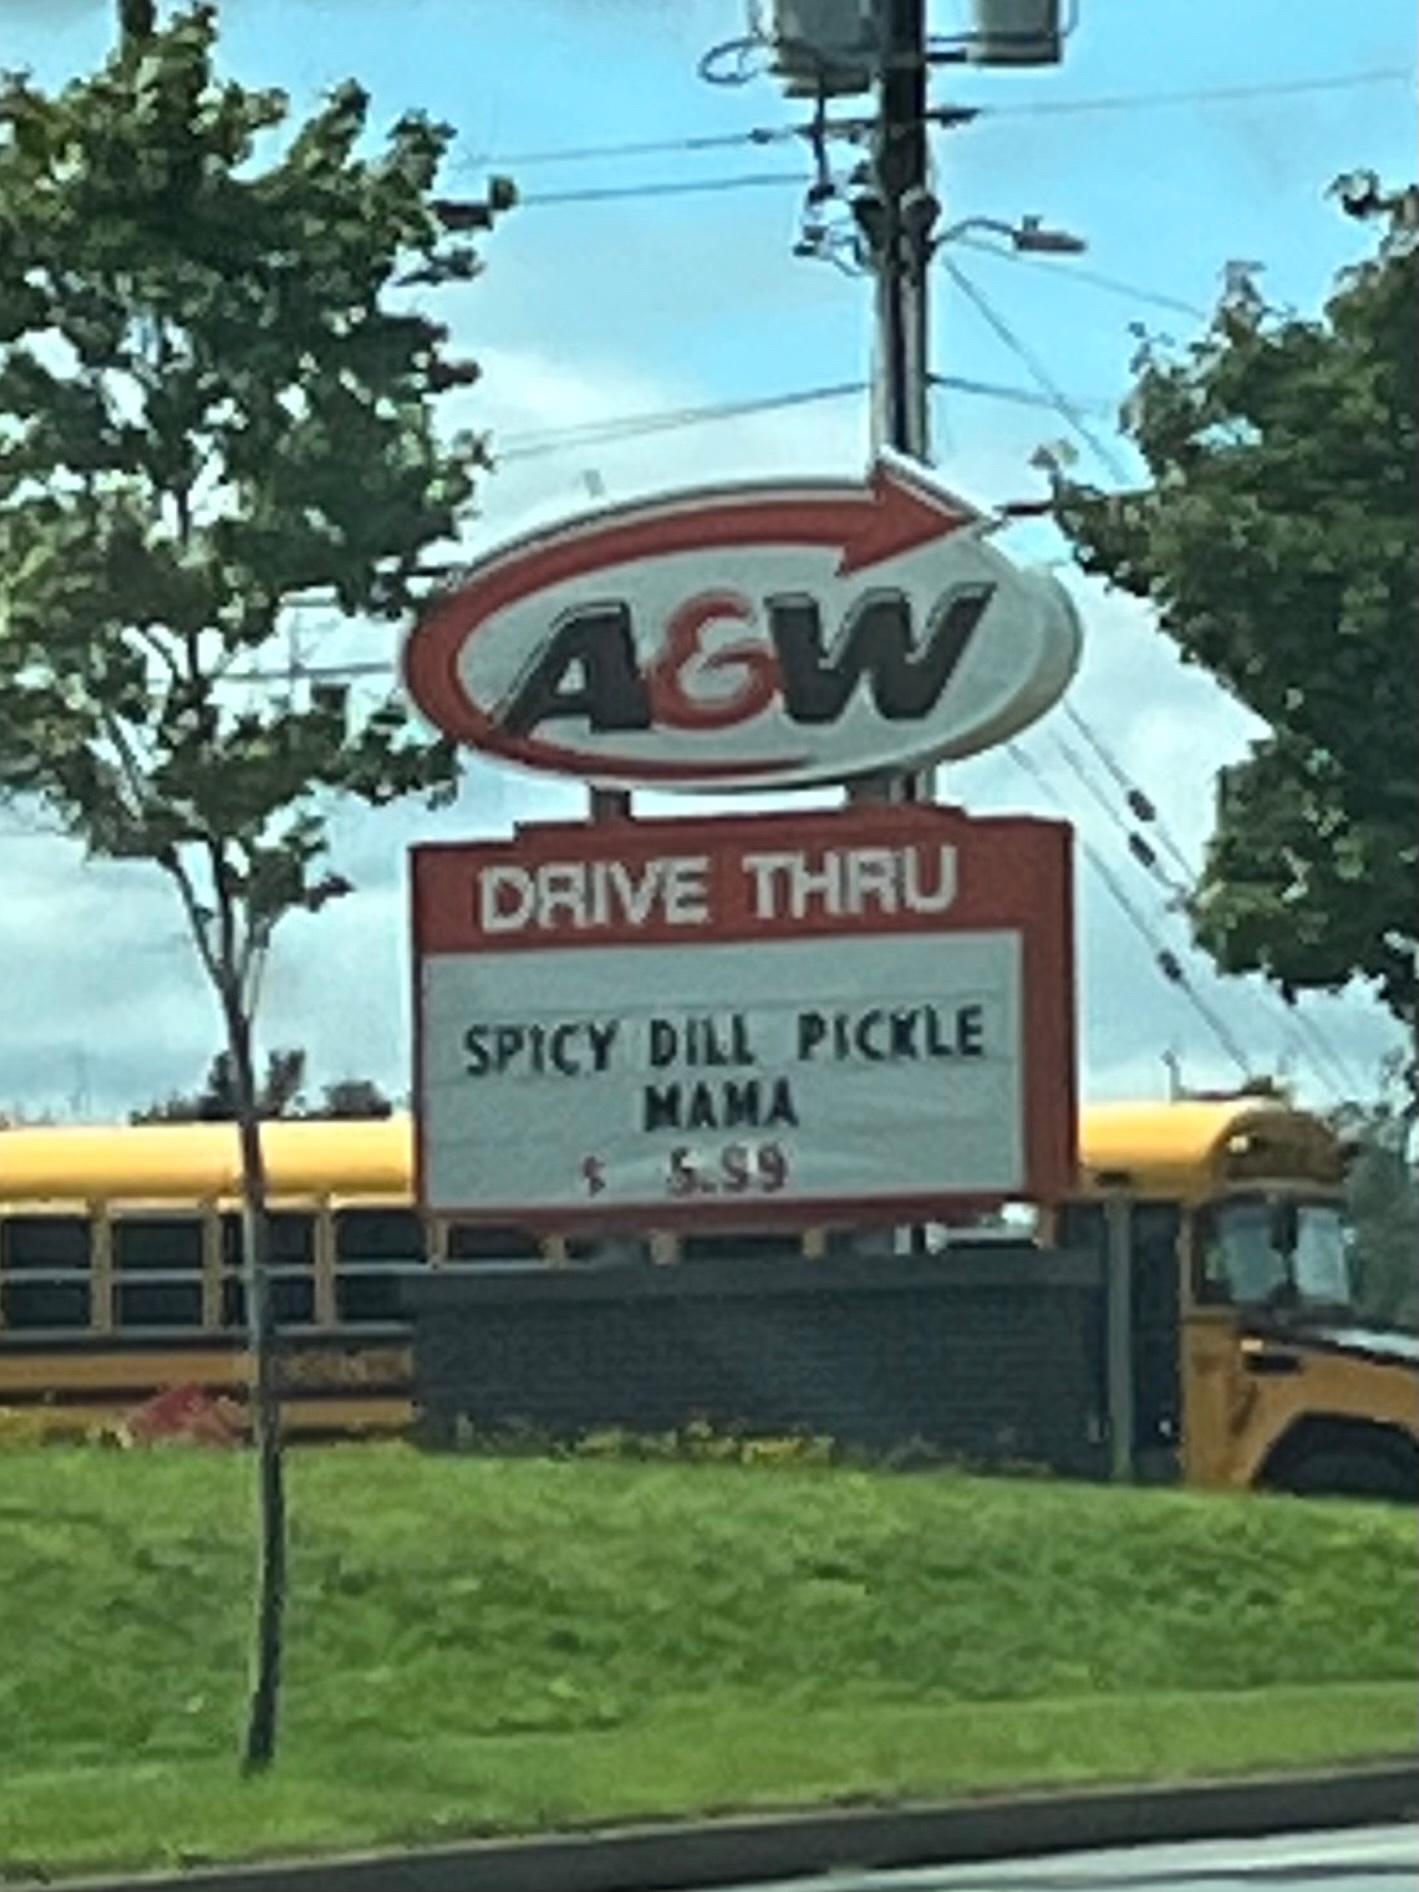 A&W
DRIVE THRU
SPICY DILL PICKLE
MAMA
$ 5.99